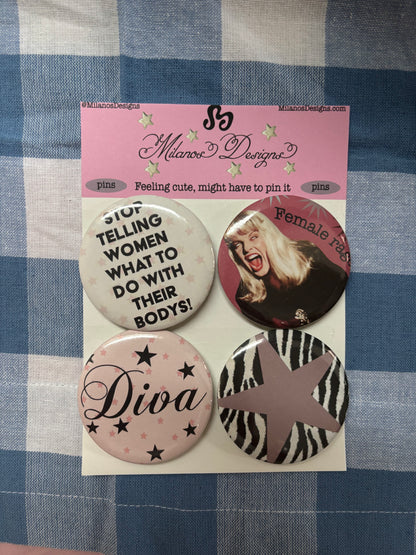 @MilanosDesigns MilanosDesigns.com
Milanos Designs
pins Feeling cute, might have to pin it pins
STOP
TELLING
WOMEN
WHAT TO
DO WITH
THEIR
BODYS!
Female
Diva